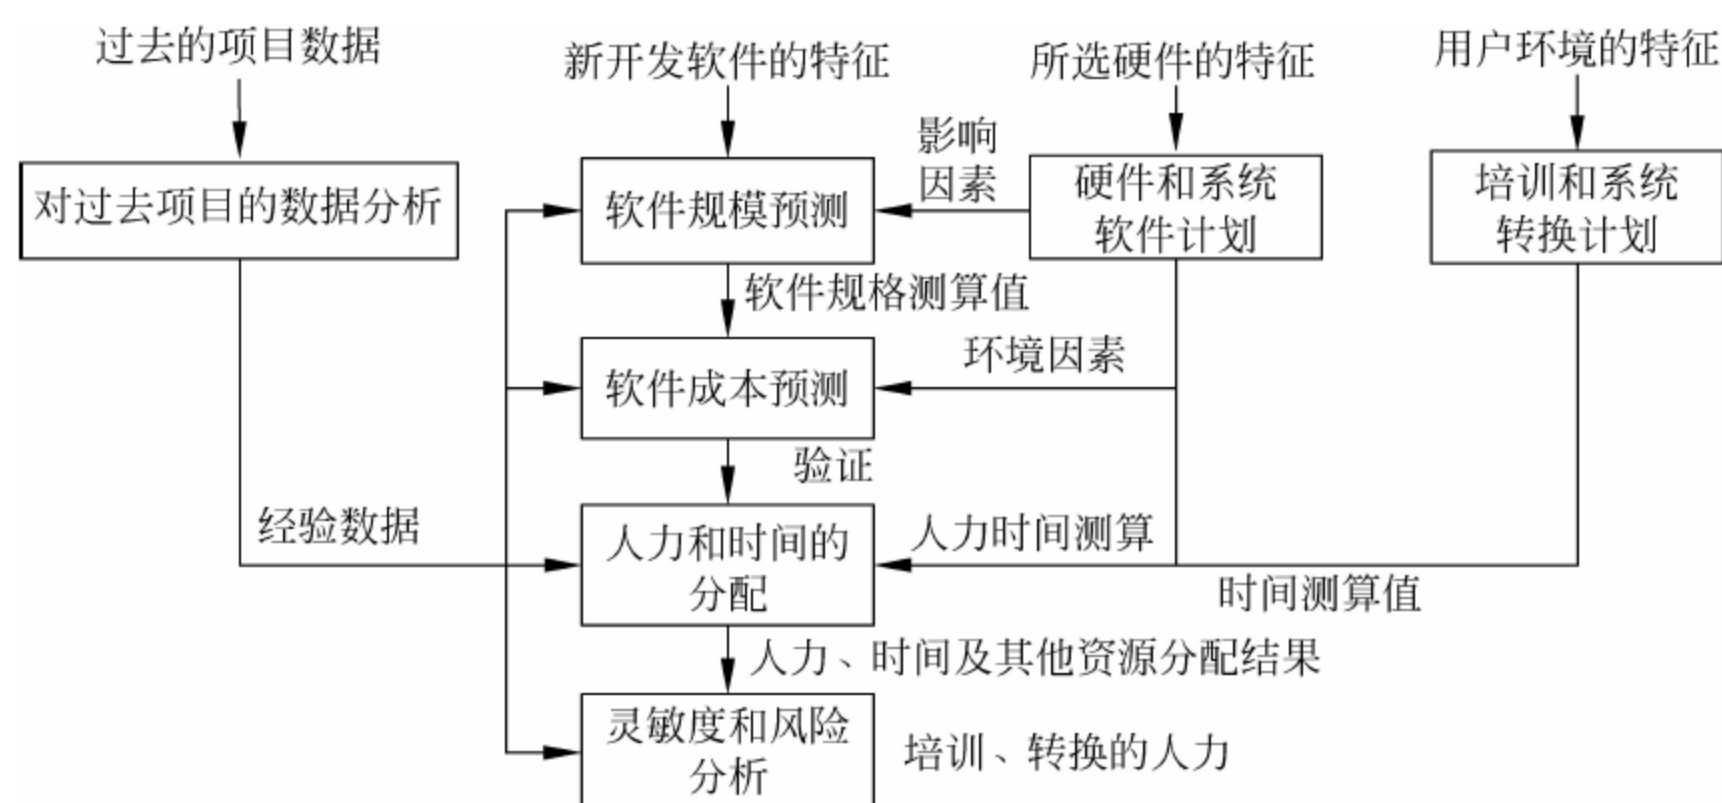 过去的项目数据
新开发软件的特征
所选硬件的特征
用户环境的特征
对过去项目的数据分析
软件规模预测
影响
因素
硬件和系统
软件计划
培训和系统
转换计划
软件规格测算值
软件成本预测
环境因素
验证
经验数据
人力和时间的
分配
人力时间测算
时间测算值
人力、时间及其他资源分配结果
灵敏度和风险
分析
培训、转换的人力